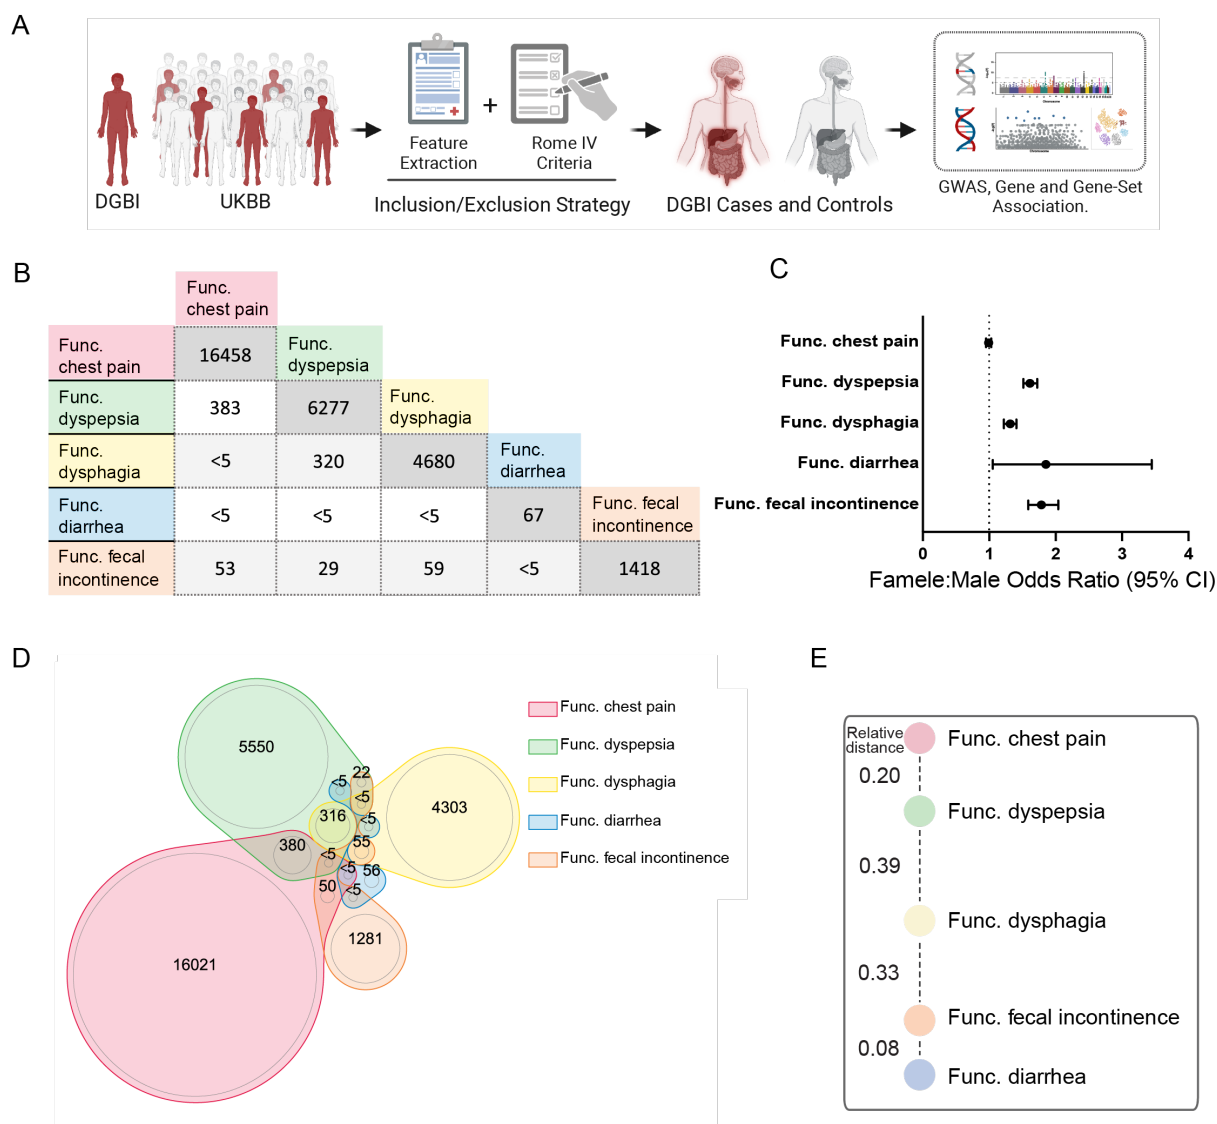 A
DGBI
UKBB
+
Feature
Extraction
Rome IV
Criteria
Inclusion/Exclusion Strategy
DGBI Cases and Controls
GWAS, Gene and Gene-Set
Association.
B
Func.
chest pain
Func.
chest pain
16458
Func.
dyspepsia
Func.
dyspepsia
383
6277
Func.
dysphagia
Func.
dysphagia
<5
320
4680
Func.
diarrhea
Func.
diarrhea
<5
<5
<5
67
Func. fecal
incontinence
Func. fecal
incontinence
53
29
59
<5
1418
C
Func. chest pain
Func. dyspepsia
Func. dysphagia
Func. diarrhea
Func. fecal incontinence
0 1 2 3 4
Famele:Male Odds Ratio (95% CI)
D
5550
22
<5
<5
4303
316
<5
380
55
<5
<5
56
50
<5
1281
16021
Func. chest pain
Func. dyspepsia
Func. dysphagia
Func. diarrhea
Func. fecal incontinence
E
Relative
distance
Func. chest pain
0.20
Func. dyspepsia
0.39
Func. dysphagia
0.33
Func. fecal incontinence
0.08
Func. diarrhea